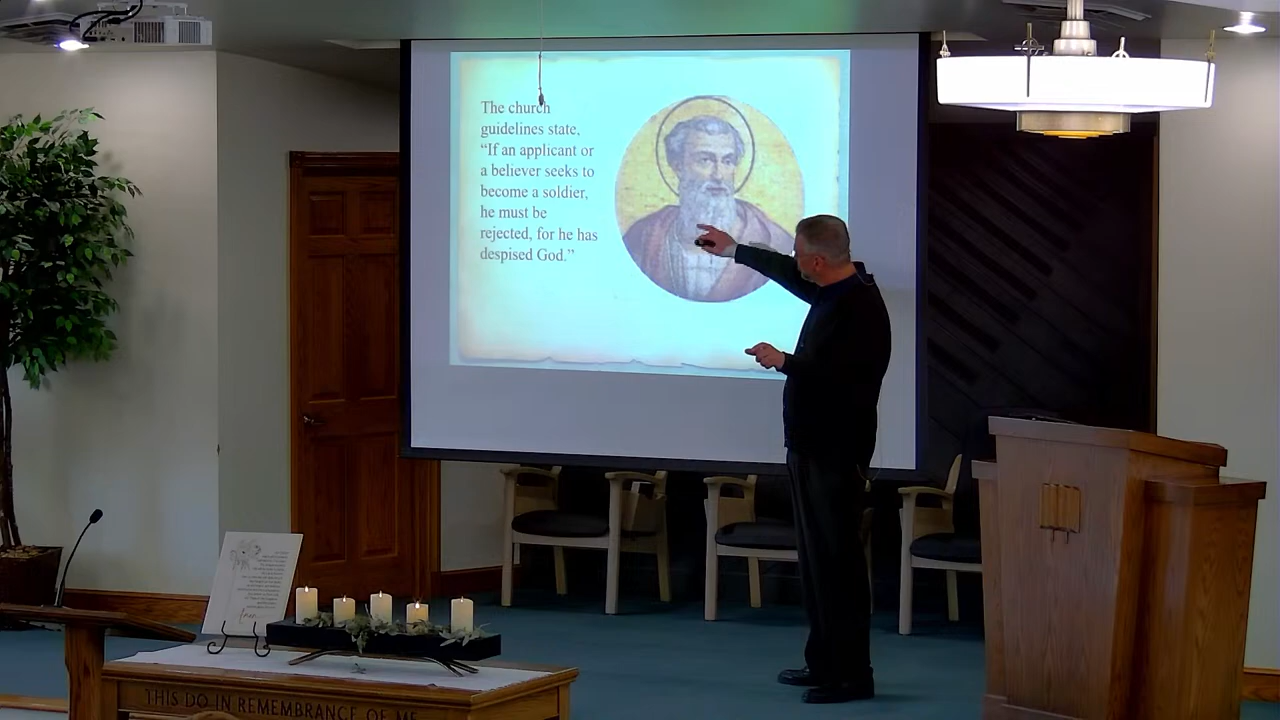 The church
guidelines state,
“If an applicant or
a believer seeks to
become a soldier,
he must be
rejected, for he has
despised God.”
THIS DO IN REMEMBRANCE OF ME